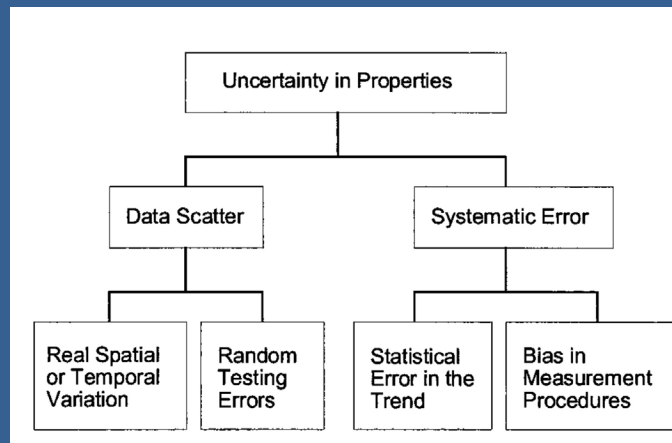 Uncertainty in Properties
Data Scatter
Systematic Error
Real Spatial
or Temporal
Variation
Random
Testing
Errors
Statistical
Error in the
Trend
Bias in
Measurement
Procedures